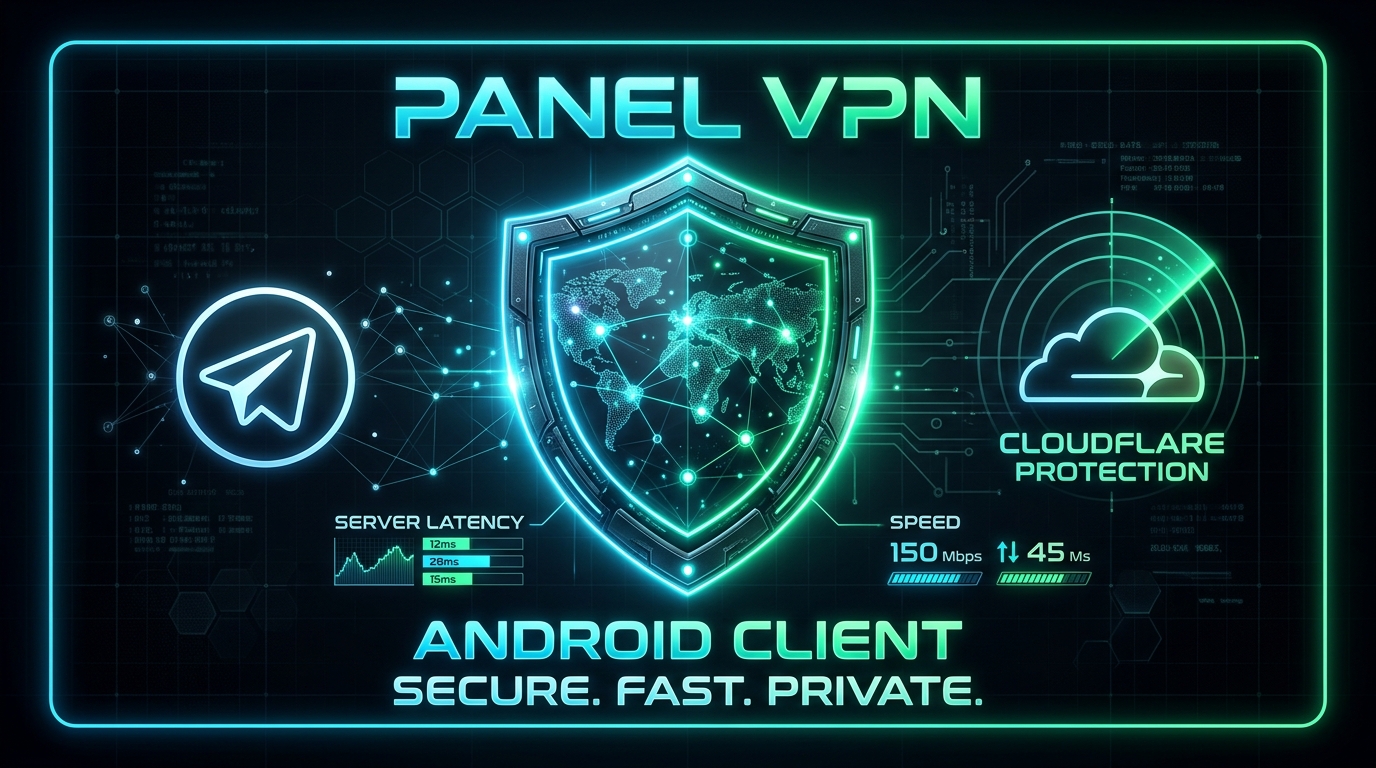 PANEL VPN
CLOUDFLARE
PROTECTION
SERVER LATENCY
12ms
28ms
15ms
SPEED
150 Mbps
45 Ms
ANDROID CLIENT
SECURE. FAST. PRIVATE.